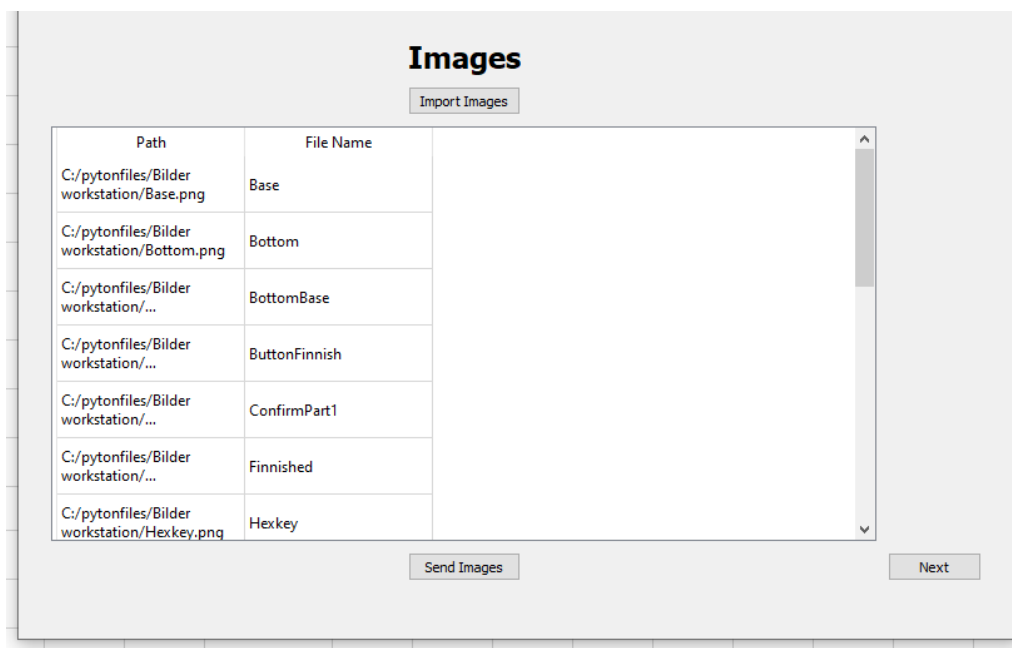 Images
Import Images
Path File Name
C:/pytonfiles/Bilder
workstation/Base.png
Base
C:/pytonfiles/Bilder
workstation/Bottom.png
Bottom
C:/pytonfiles/Bilder
workstation/...
BottomBase
C:/pytonfiles/Bilder
workstation/...
ButtonFinnish
C:/pytonfiles/Bilder
workstation/...
ConfirmPart1
C:/pytonfiles/Bilder
workstation/...
Finnished
C:/pytonfiles/Bilder
workstation/Hexkey.png
Hexkey
Send Images
Next